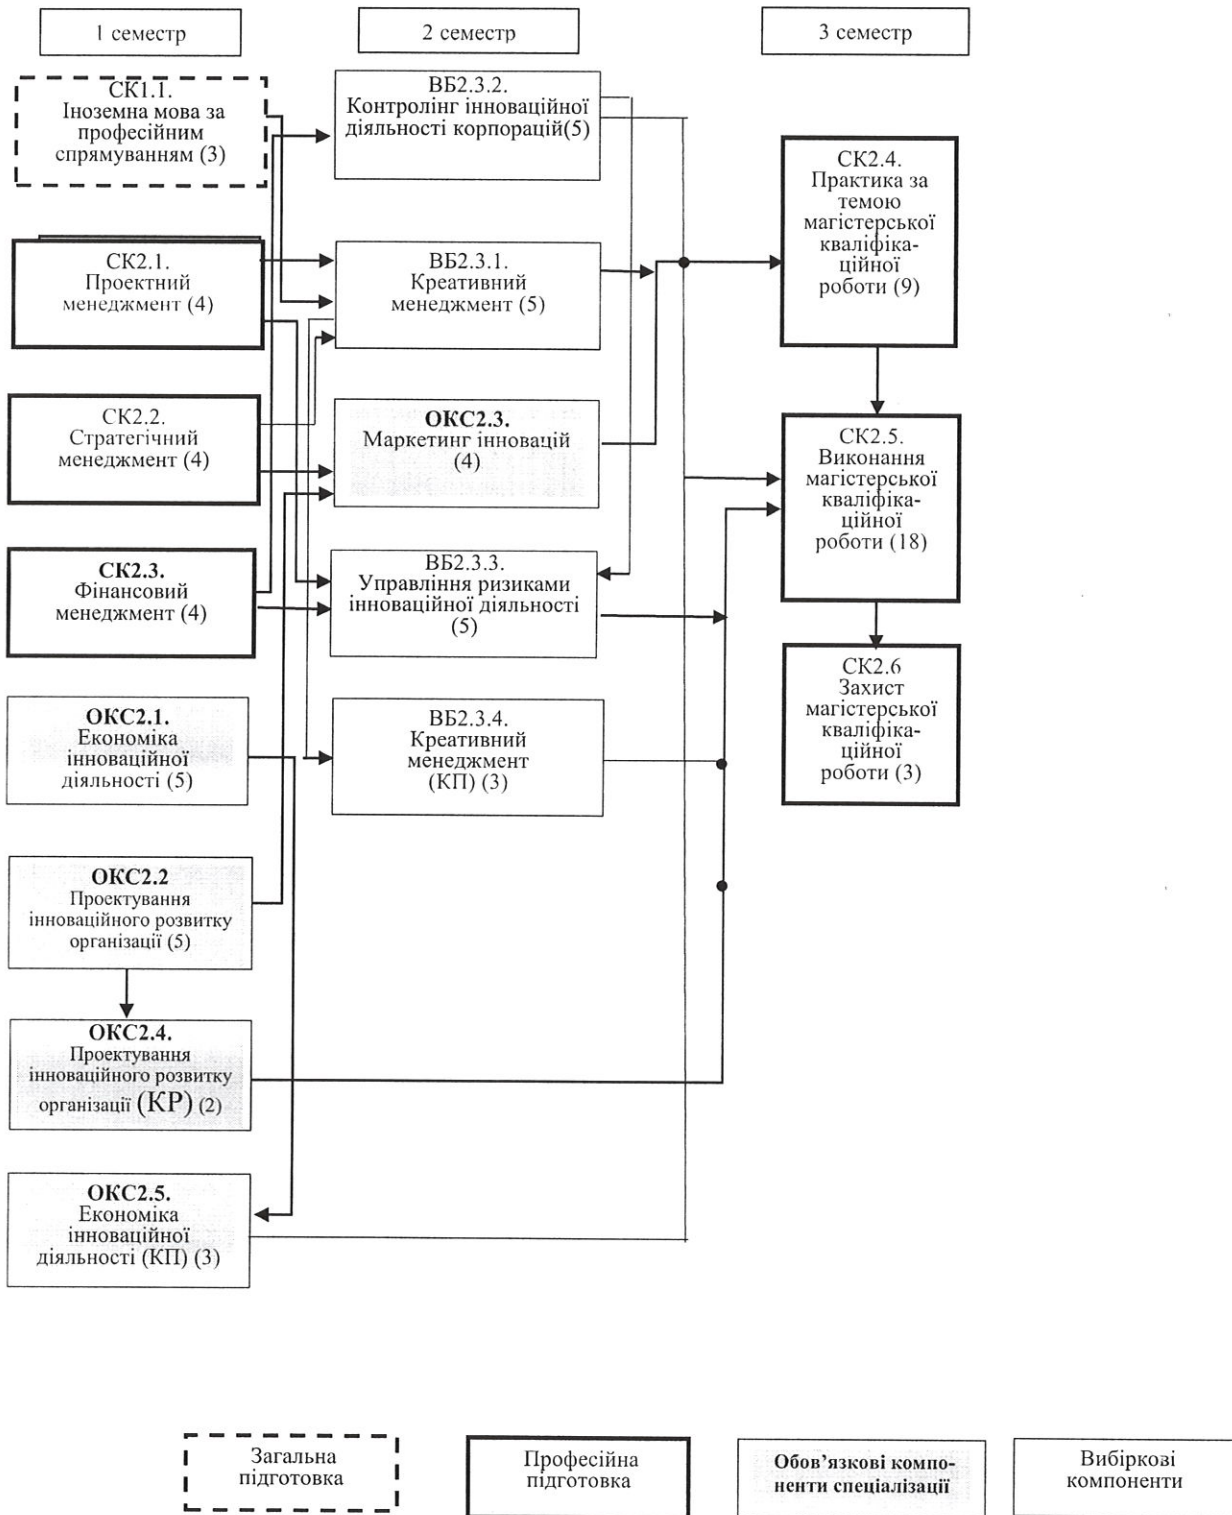 1 семестр
2 семестр
3 семестр
СК1.1.
Іноземна мова за
професійним
спрямуванням (3)
СК2.1.
Проектний
менеджмент (4)
СК2.2.
Стратегічний
менеджмент (4)
СК2.3.
Фінансовий
менеджмент (4)
ОКС2.1.
Економіка
інноваційної
діяльності (5)
ОКС2.2
Проектування
інноваційного розвитку
організації (5)
ОКС2.4.
Проектування
інноваційного розвитку
організації (КР) (2)
ОКС2.5.
Економіка
інноваційної
діяльності (КП) (3)
ВБ2.3.2.
Контролінг інноваційної
діяльності корпорацій(5)
ВБ2.3.1.
Креативний
менеджмент (5)
ОКС2.3.
Маркетинг інновацій
(4)
ВБ2.3.3.
Управління ризиками
інноваційної діяльності
(5)
ВБ2.3.4.
Креативний
менеджмент
(КП) (3)
СК2.4.
Практика за
темою
магістерської
кваліфіка-
ційної
роботи (9)
СК2.5.
Виконання
магістерської
кваліфіка-
ційної
роботи (18)
СК2.6
Захист
магістерської
кваліфіка-
ційної
роботи (3)
Загальна
підготовка
Професійна
підготовка
Обов’язкові компо-
ненти спеціалізації
Вибіркові
компоненти